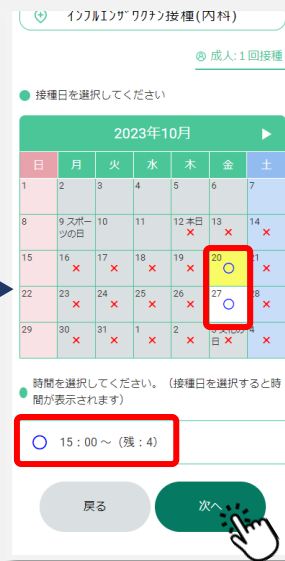 インフルエンザワクチン接種(内科)
成人: 1 回接種
接種日を選択してください
2023年10月 ▶
日 月 火 水 木 金 土
1 2 3 4 5 6 7
8 9 スポーツの日 10 11 12 本日 × 13 × 14 ×
15 16 × 17 × 18 × 19 × 20 ○ 21 ×
22 23 × 24 × 25 × 26 × 27 ○ 28 ×
29 30 × 31 × 1 × 2 × 3 文化の日 × 4 ×
時間を選択してください。（接種日を選択すると時
間が表示されます）
○ 15：00 ～（残：4）
戻る 次へ